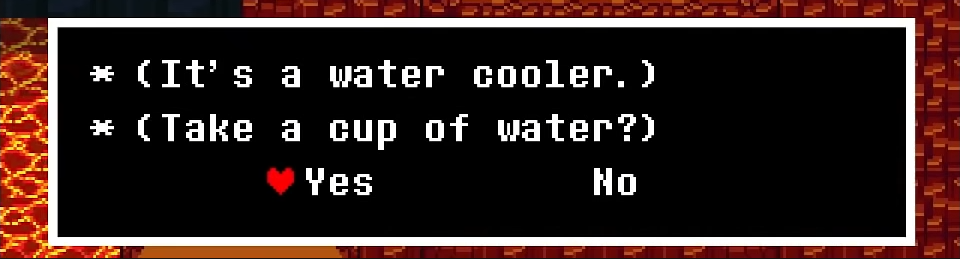 * (It's a water cooler.)
* (Take a cup of water?)
Yes No